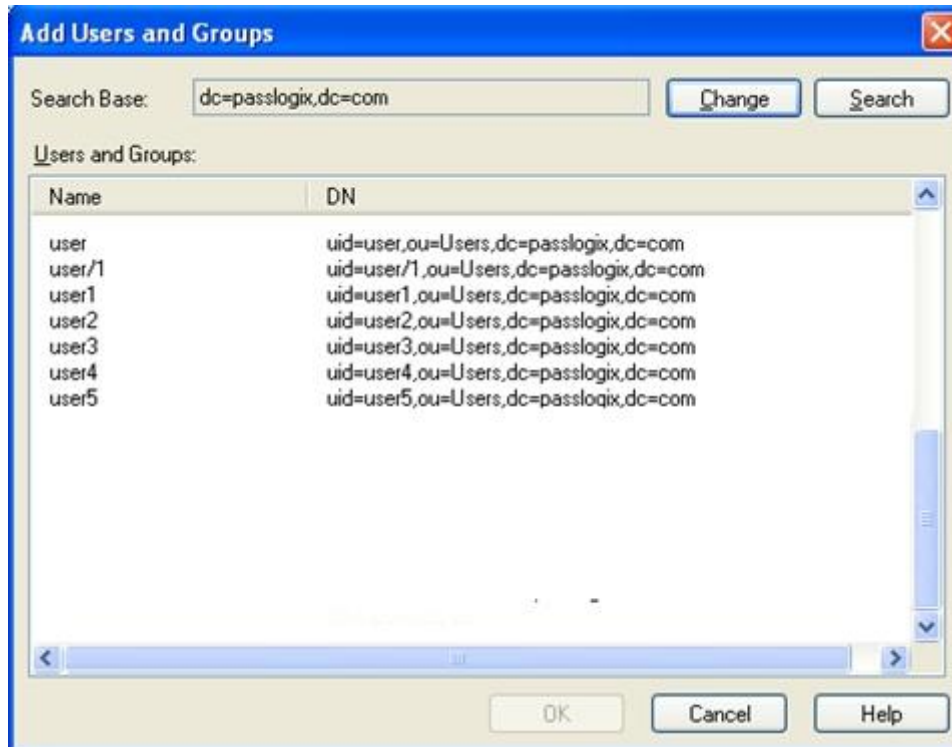 Add Users and Groups
Search Base: dc=passlogix,dc=com Change Search
Users and Groups:
Name DN
user uid=user,ou=Users,dc=passlogix,dc=com
user/1 uid=user/1,ou=Users,dc=passlogix,dc=com
user1 uid=user1,ou=Users,dc=passlogix,dc=com
user2 uid=user2,ou=Users,dc=passlogix,dc=com
user3 uid=user3,ou=Users,dc=passlogix,dc=com
user4 uid=user4,ou=Users,dc=passlogix,dc=com
user5 uid=user5,ou=Users,dc=passlogix,dc=com
OK Cancel Help